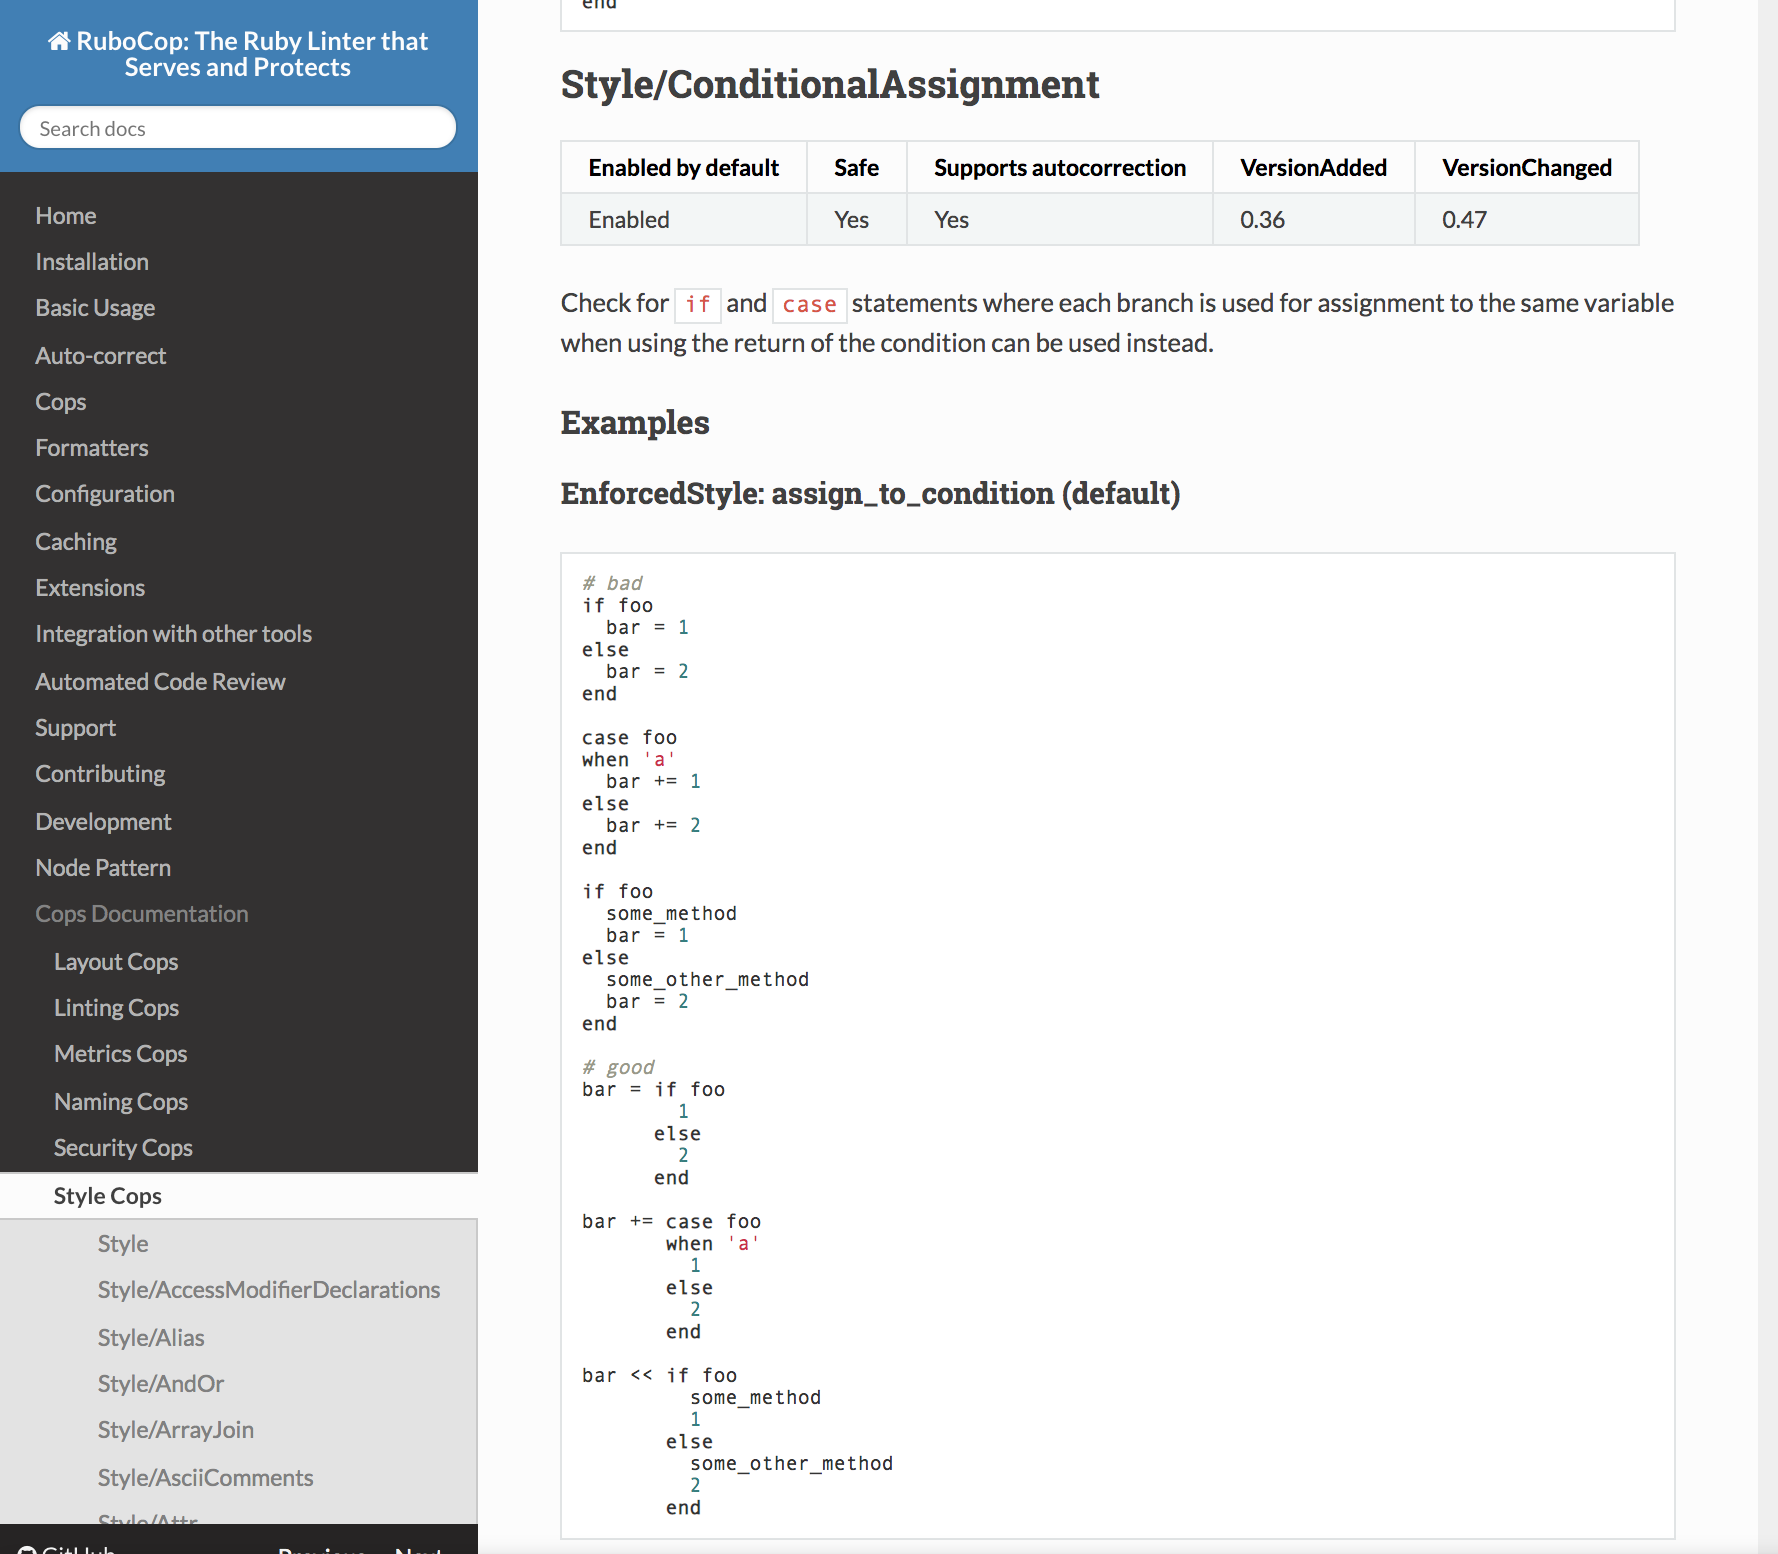 RuboCop: The Ruby Linter that
Serves and Protects
Search docs
Home
Installation
Basic Usage
Auto-correct
Cops
Formatters
Configuration
Caching
Extensions
Integration with other tools
Automated Code Review
Support
Contributing
Development
Node Pattern
Cops Documentation
Layout Cops
Linting Cops
Metrics Cops
Naming Cops
Security Cops
Style Cops
Style
Style/AccessModifierDeclarations
Style/Alias
Style/AndOr
Style/ArrayJoin
Style/AsciiComments
Style/Attr
GitHub Previous Next
end
Style/ConditionalAssignment
Enabled by default Safe Supports autocorrection VersionAdded VersionChanged
Enabled Yes Yes 0.36 0.47
Check for if and case statements where each branch is used for assignment to the same variable
when using the return of the condition can be used instead.
Examples
EnforcedStyle: assign_to_condition (default)
# bad
if foo
  bar = 1
else
  bar = 2
end
case foo
when 'a'
  bar += 1
else
  bar += 2
end
if foo
  some_method
  bar = 1
else
  some_other_method
  bar = 2
end
# good
bar = if foo
        1
      else
        2
      end
bar += case foo
       when 'a'
         1
       else
         2
       end
bar << if foo
         some_method
         1
       else
         some_other_method
         2
       end